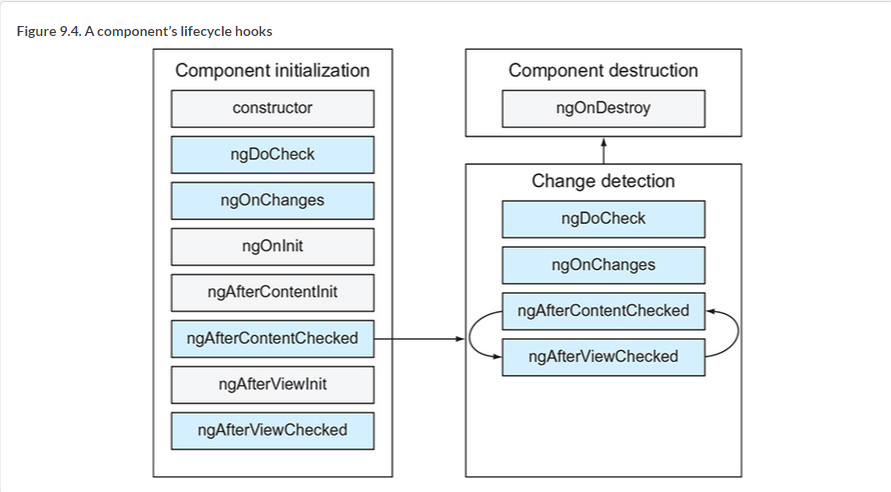 Figure 9.4. A component’s lifecycle hooks
Component initialization
constructor
ngDoCheck
ngOnChanges
ngOnInit
ngAfterContentInit
ngAfterContentChecked
ngAfterViewInit
ngAfterViewChecked
Component destruction
ngOnDestroy
Change detection
ngDoCheck
ngOnChanges
ngAfterContentChecked
ngAfterViewChecked